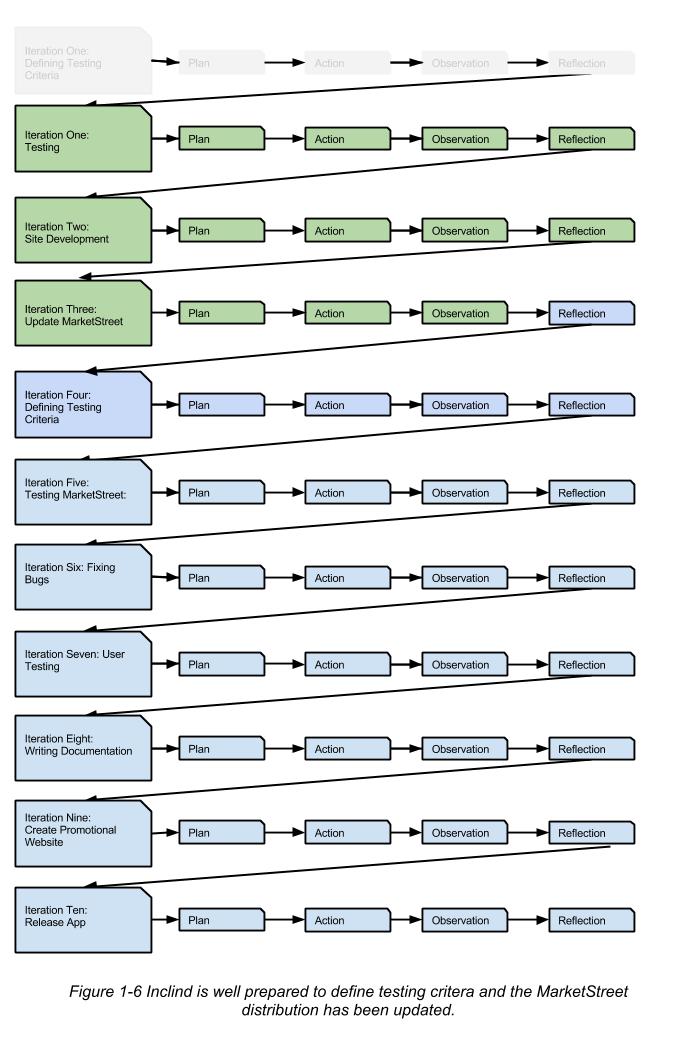 Iteration One:
Defining Testing
Criteria
Plan
Action
Observation
Reflection
Iteration One:
Testing
Plan
Action
Observation
Reflection
Iteration Two:
Site Development
Plan
Action
Observation
Reflection
Iteration Three:
Update MarketStreet
Plan
Action
Observation
Reflection
Iteration Four:
Defining Testing
Criteria
Plan
Action
Observation
Reflection
Iteration Five:
Testing MarketStreet:
Plan
Action
Observation
Reflection
Iteration Six: Fixing
Bugs
Plan
Action
Observation
Reflection
Iteration Seven: User
Testing
Plan
Action
Observation
Reflection
Iteration Eight:
Writing Documentation
Plan
Action
Observation
Reflection
Iteration Nine:
Create Promotional
Website
Plan
Action
Observation
Reflection
Iteration Ten:
Release App
Plan
Action
Observation
Reflection
Figure 1-6 Inclind is well prepared to define testing critera and the MarketStreet
distribution has been updated.